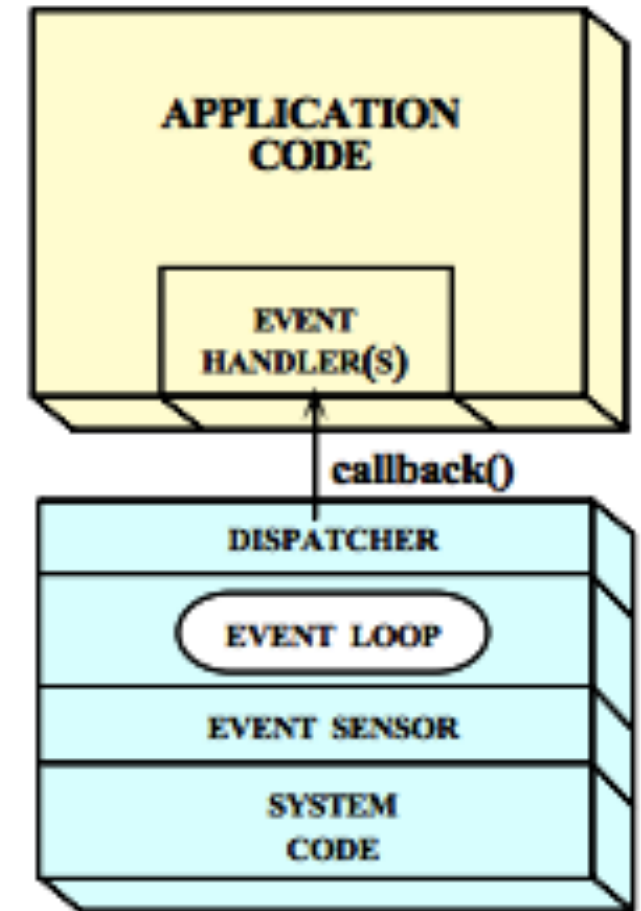 APPLICATION
CODE
EVENT
HANDLER(S)
callback()
DISPATCHER
EVENT LOOP
EVENT SENSOR
SYSTEM
CODE